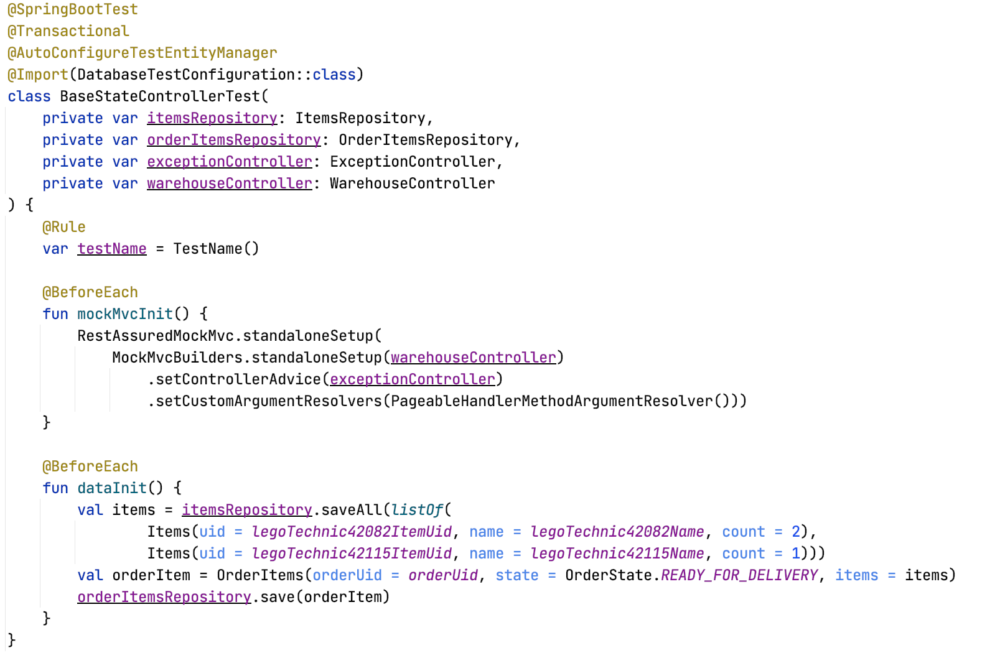 @SpringBootTest
@Transactional
@AutoConfigureTestEntityManager
@Import(DatabaseTestConfiguration::class)
class BaseStateControllerTest(
    private var itemsRepository: ItemsRepository,
    private var orderItemsRepository: OrderItemsRepository,
    private var exceptionController: ExceptionController,
    private var warehouseController: WarehouseController
) {
    @Rule
    var testName = TestName()

    @BeforeEach
    fun mockMvcInit() {
        RestAssuredMockMvc.standaloneSetup(
            MockMvcBuilders.standaloneSetup(warehouseController)
                .setControllerAdvice(exceptionController)
                .setCustomArgumentResolvers(PageableHandlerMethodArgumentResolver()))
    }

    @BeforeEach
    fun dataInit() {
        val items = itemsRepository.saveAll(listOf(
                Items(uid = legoTechnic42082ItemUid, name = legoTechnic42082Name, count = 2),
                Items(uid = legoTechnic42115ItemUid, name = legoTechnic42115Name, count = 1)))
        val orderItem = OrderItems(orderUid = orderUid, state = OrderState.READY_FOR_DELIVERY, items = items)
        orderItemsRepository.save(orderItem)
    }
}